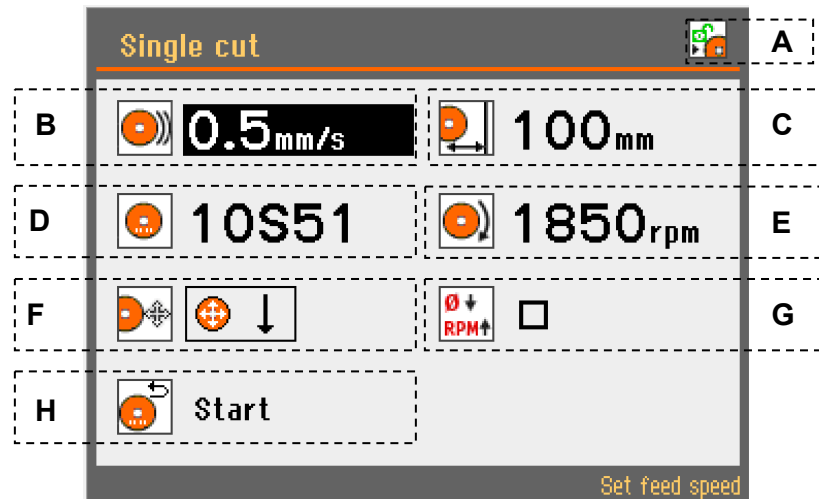 Single cut A
B 0.5mm/s 100mm C
D 10S51 1850rpm E
F Ø RPM G
H Start
Set feed speed